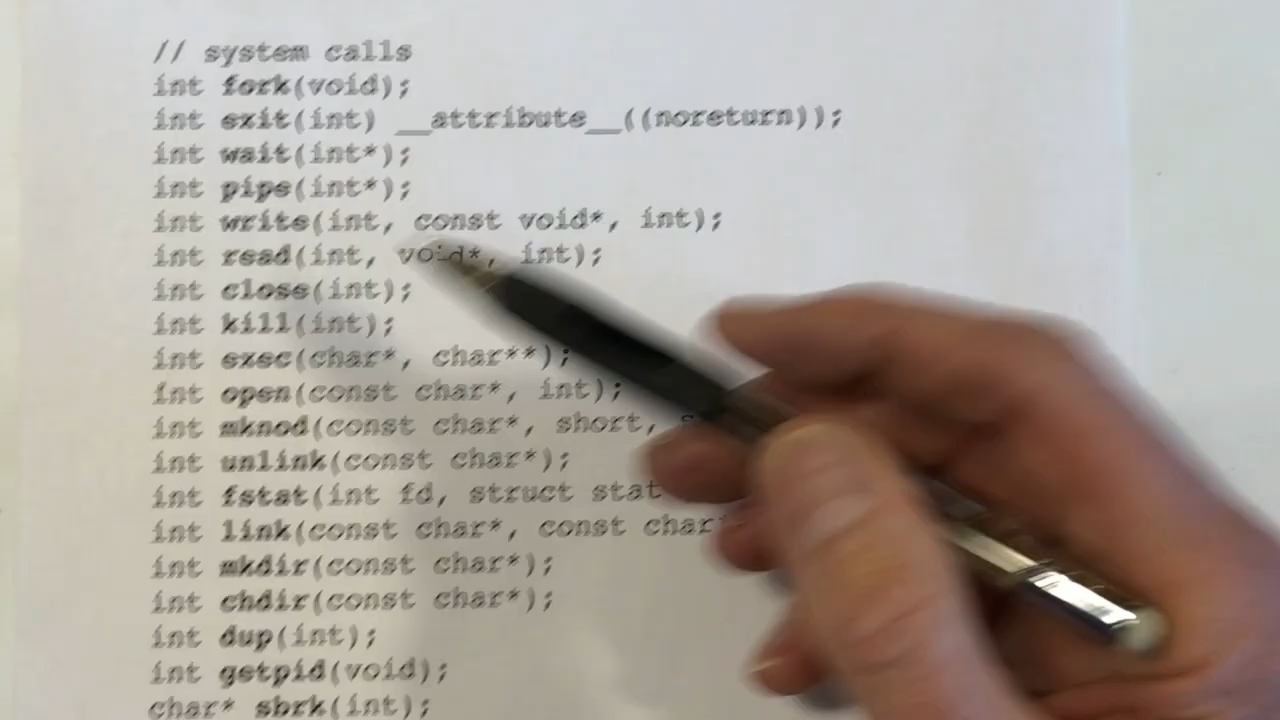 // system calls
int fork(void);
int exit(int) __attribute__((noreturn));
int wait(int*);
int pipe(int*);
int write(int, const void*, int);
int read(int, void*, int);
int close(int);
int kill(int);
int exec(char*, char**);
int open(const char*, int);
int mknod(const char*, short,
int unlink(const char*);
int fstat(int fd, struct stat
int link(const char*, const char*
int mkdir(const char*);
int chdir(const char*);
int dup(int);
int getpid(void);
char* sbrk(int);